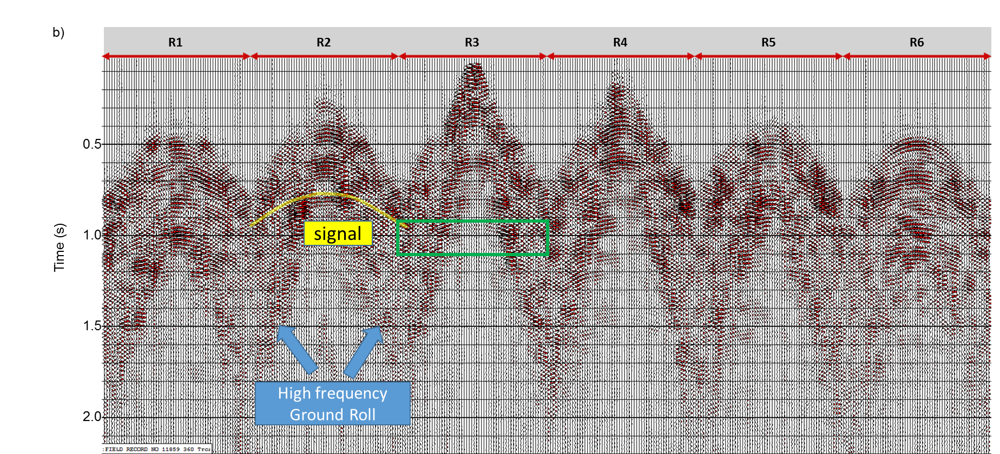 b)
R1 R2 R3 R4 R5 R6
0.5
signal
1.0
Time (s)
1.5
High frequency
Ground Roll
2.0
:FIELD RECORD NO 11859 360 Trcs